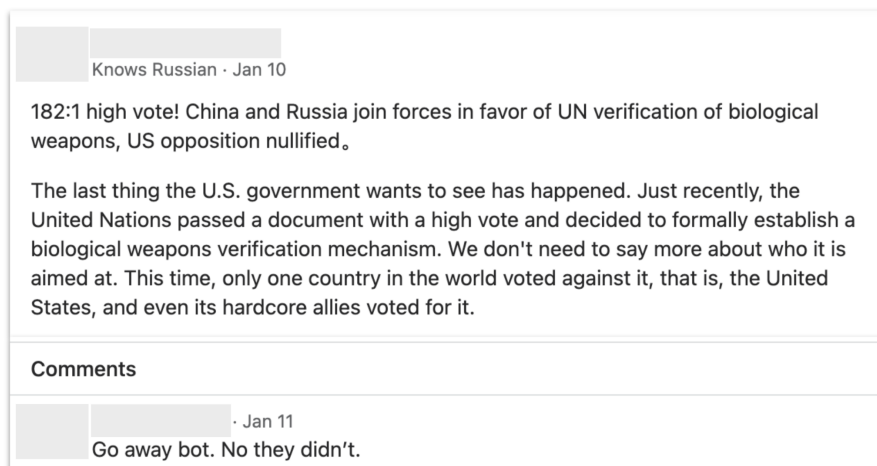 Knows Russian · Jan 10
182:1 high vote! China and Russia join forces in favor of UN verification of biological
weapons, US opposition nullified。
The last thing the U.S. government wants to see has happened. Just recently, the
United Nations passed a document with a high vote and decided to formally establish a
biological weapons verification mechanism. We don't need to say more about who it is
aimed at. This time, only one country in the world voted against it, that is, the United
States, and even its hardcore allies voted for it.
Comments
· Jan 11
Go away bot. No they didn’t.